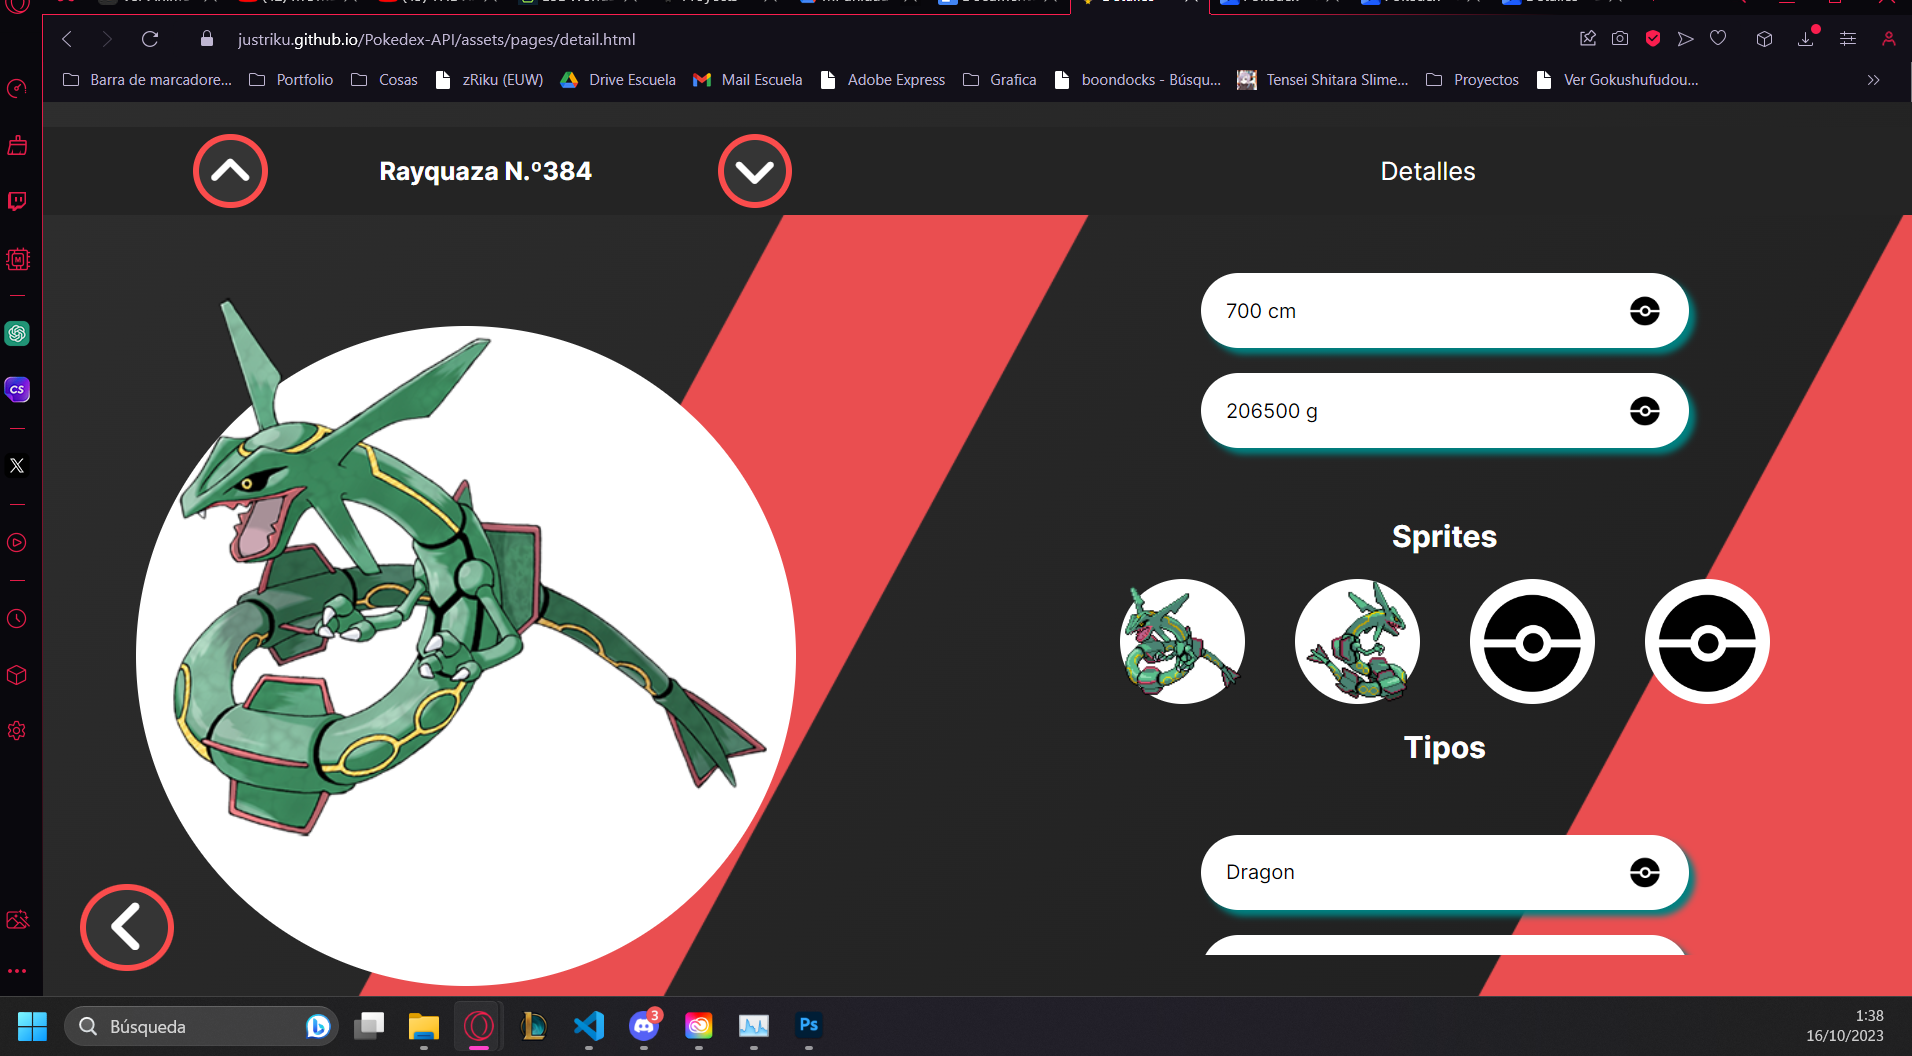 justriku.github.io/Pokedex-API/assets/pages/detail.html
Barra de marcadore... Portfolio Cosas zRiku (EUW) Drive Escuela Mail Escuela Adobe Express Grafica boondocks - Búsqu... Tensei Shitara Slime... Proyectos Ver Gokushufudou...
Rayquaza N.º384
Detalles
700 cm
206500 g
Sprites
Tipos
Dragon
CS
Búsqueda
3
Ps
1:38
16/10/2023